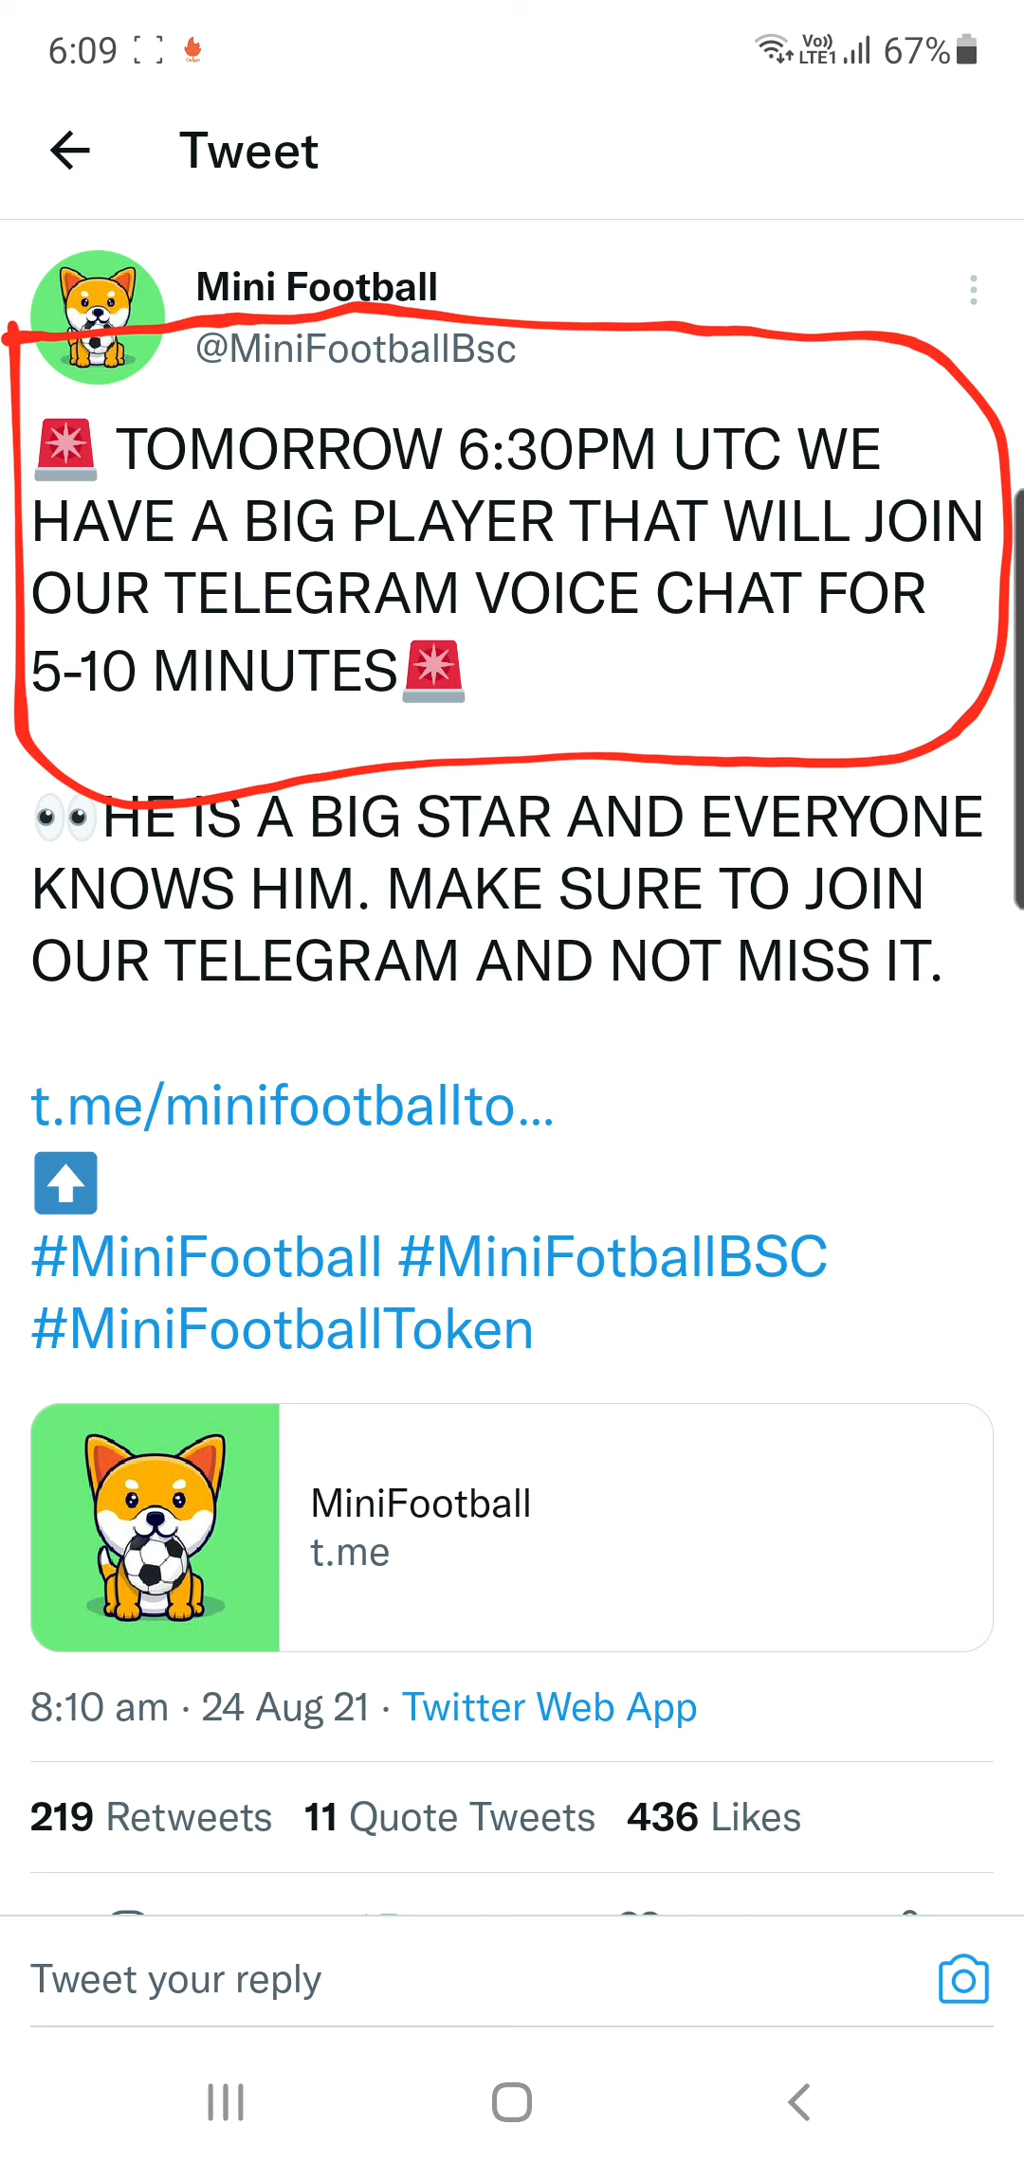 6:09
Vo)) LTE1 67%
Tweet
Mini Football
@MiniFootballBsc
🚨 TOMORROW 6:30PM UTC WE
HAVE A BIG PLAYER THAT WILL JOIN
OUR TELEGRAM VOICE CHAT FOR
5-10 MINUTES🚨
👀HE IS A BIG STAR AND EVERYONE
KNOWS HIM. MAKE SURE TO JOIN
OUR TELEGRAM AND NOT MISS IT.
t.me/minifootballto...
⬆️
#MiniFootball #MiniFotballBSC
#MiniFootballToken
MiniFootball
t.me
8:10 am · 24 Aug 21 · Twitter Web App
219 Retweets 11 Quote Tweets 436 Likes
Tweet your reply